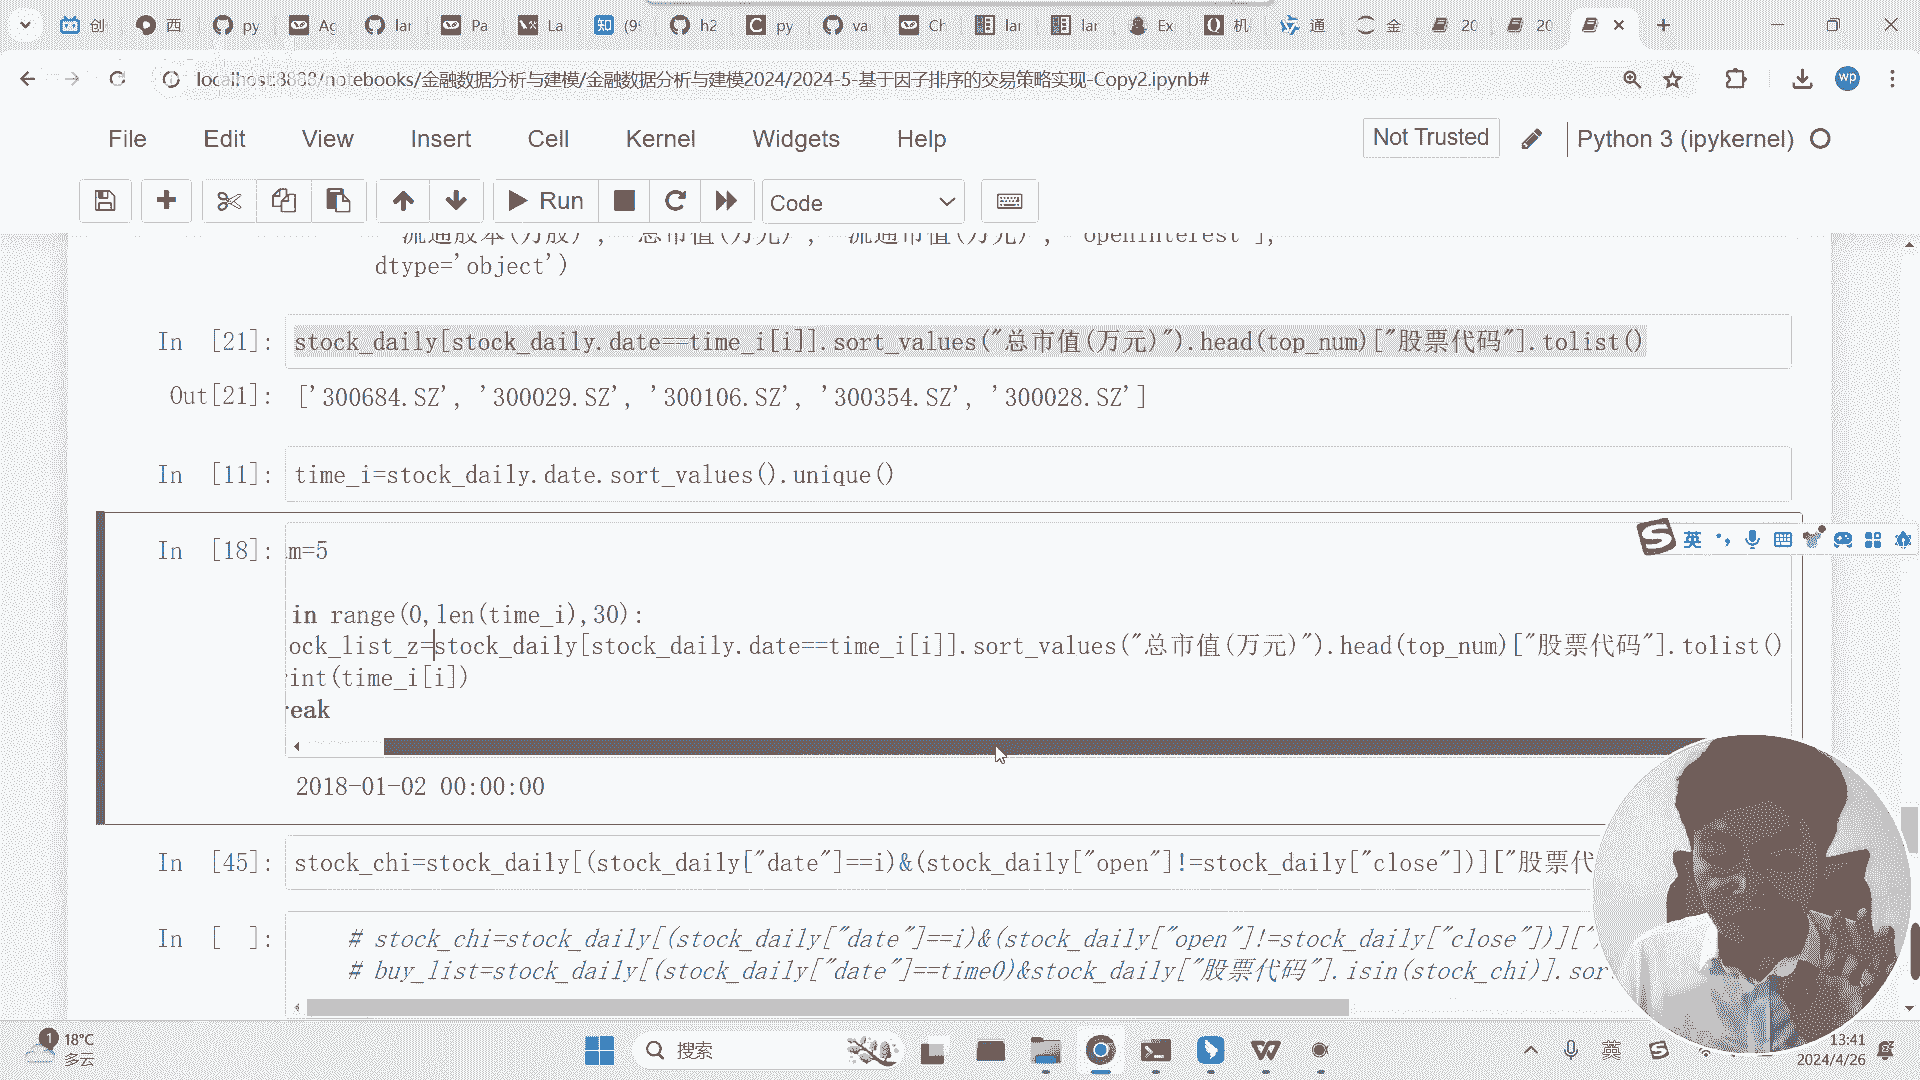 创
西
py
Ag
lar
Pa
La
知 (99
h2
C py
va
Ch
lar
lar
Ex
Q 机
通
金
20
20
localhost:8888/notebooks/金融数据分析与建模/金融数据分析与建模2024/2024-5-基于因子排序的交易策略实现-Copy2.ipynb#
wp
File Edit View Insert Cell Kernel Widgets Help
Not Trusted
Python 3 (ipykernel)
Run
Code
流通股本(万股)', '总市值(万元)', '流通市值(万元)', 'openinterest'],
dtype='object')
In [21]: stock_daily[stock_daily.date==time_i[i]].sort_values("总市值(万元)").head(top_num)["股票代码"].tolist()
Out[21]: ['300684.SZ', '300029.SZ', '300106.SZ', '300354.SZ', '300028.SZ']
In [11]: time_i=stock_daily.date.sort_values().unique()
In [18]: m=5
in range(0,len(time_i),30):
ock_list_z=stock_daily[stock_daily.date==time_i[i]].sort_values("总市值(万元)").head(top_num)["股票代码"].tolist()
int(time_i[i])
eak
2018-01-02 00:00:00
In [45]: stock_chi=stock_daily[(stock_daily["date"]==i)&(stock_daily["open"]!=stock_daily["close"])]["股票代
In [ ]: # stock_chi=stock_daily[(stock_daily["date"]==i)&(stock_daily["open"]!=stock_daily["close"])]["
# buy_list=stock_daily[(stock_daily["date"]==time0)&stock_daily["股票代码"].isin(stock_chi)].sor
S 英
1
18°C
多云
搜索
英
13:41
2024/4/26